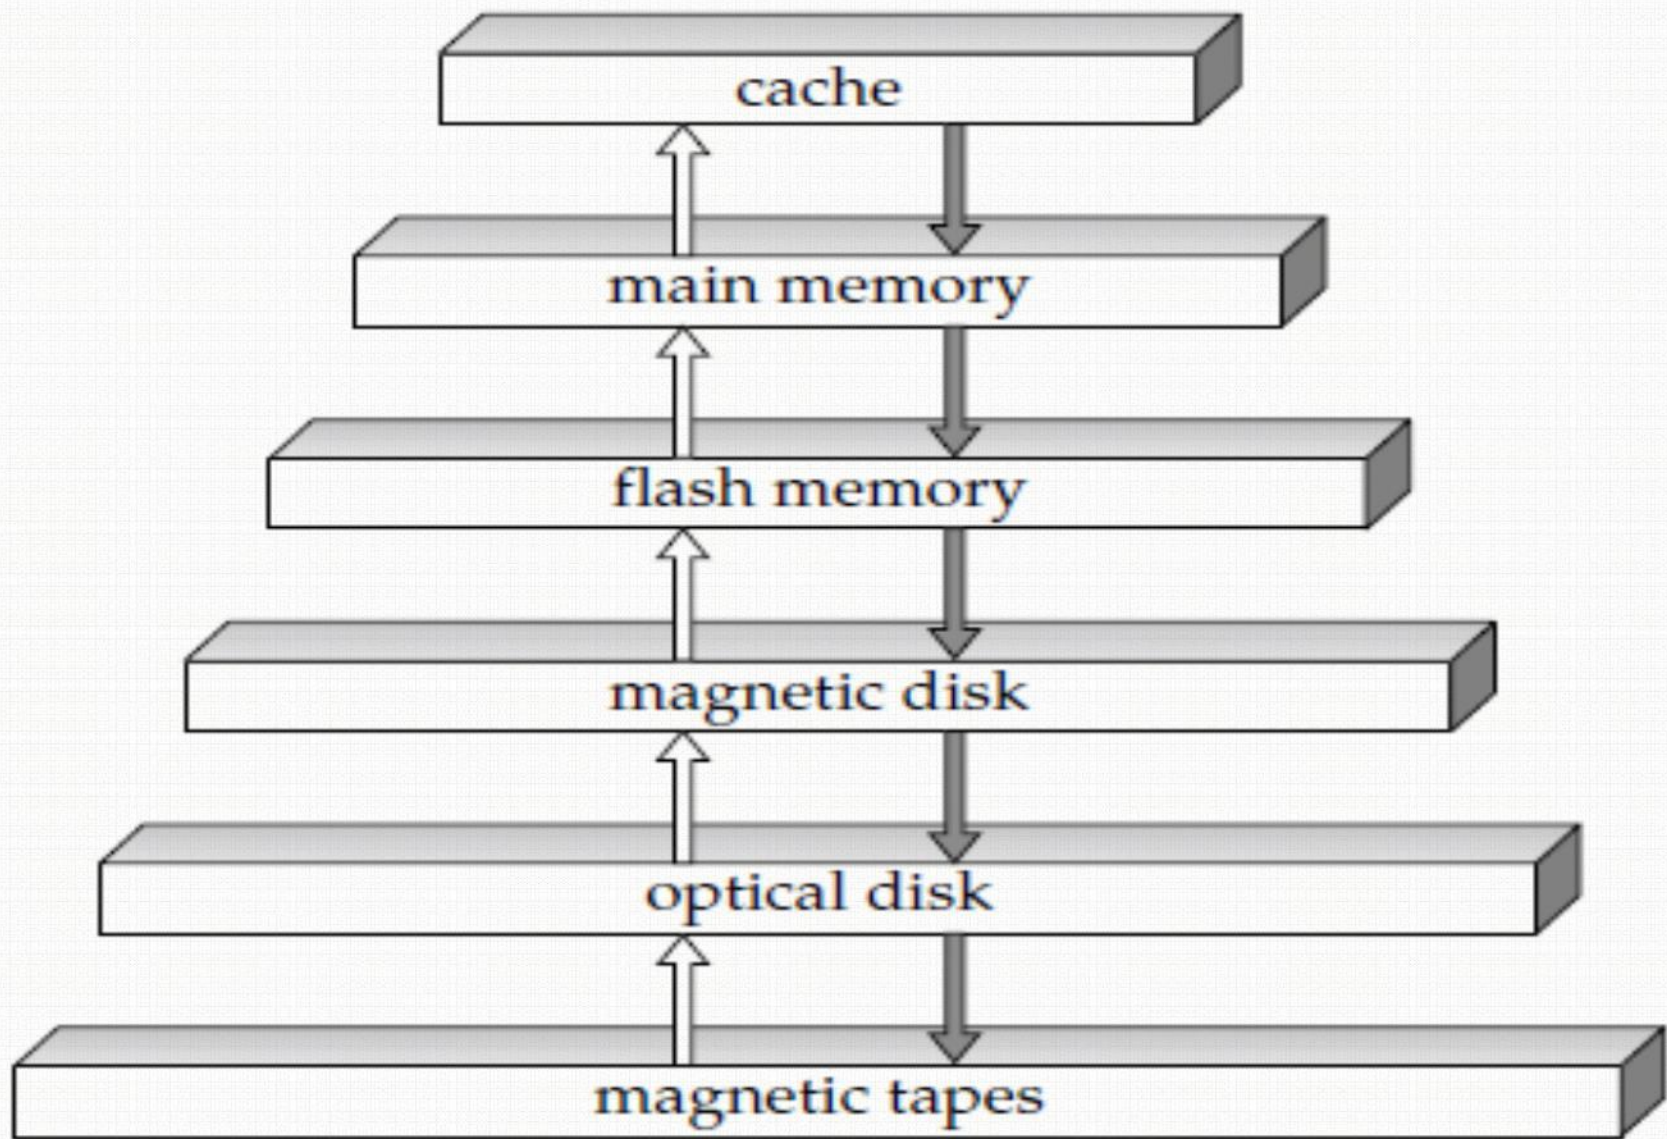 cache
main memory
flash memory
magnetic disk
optical disk
magnetic tapes